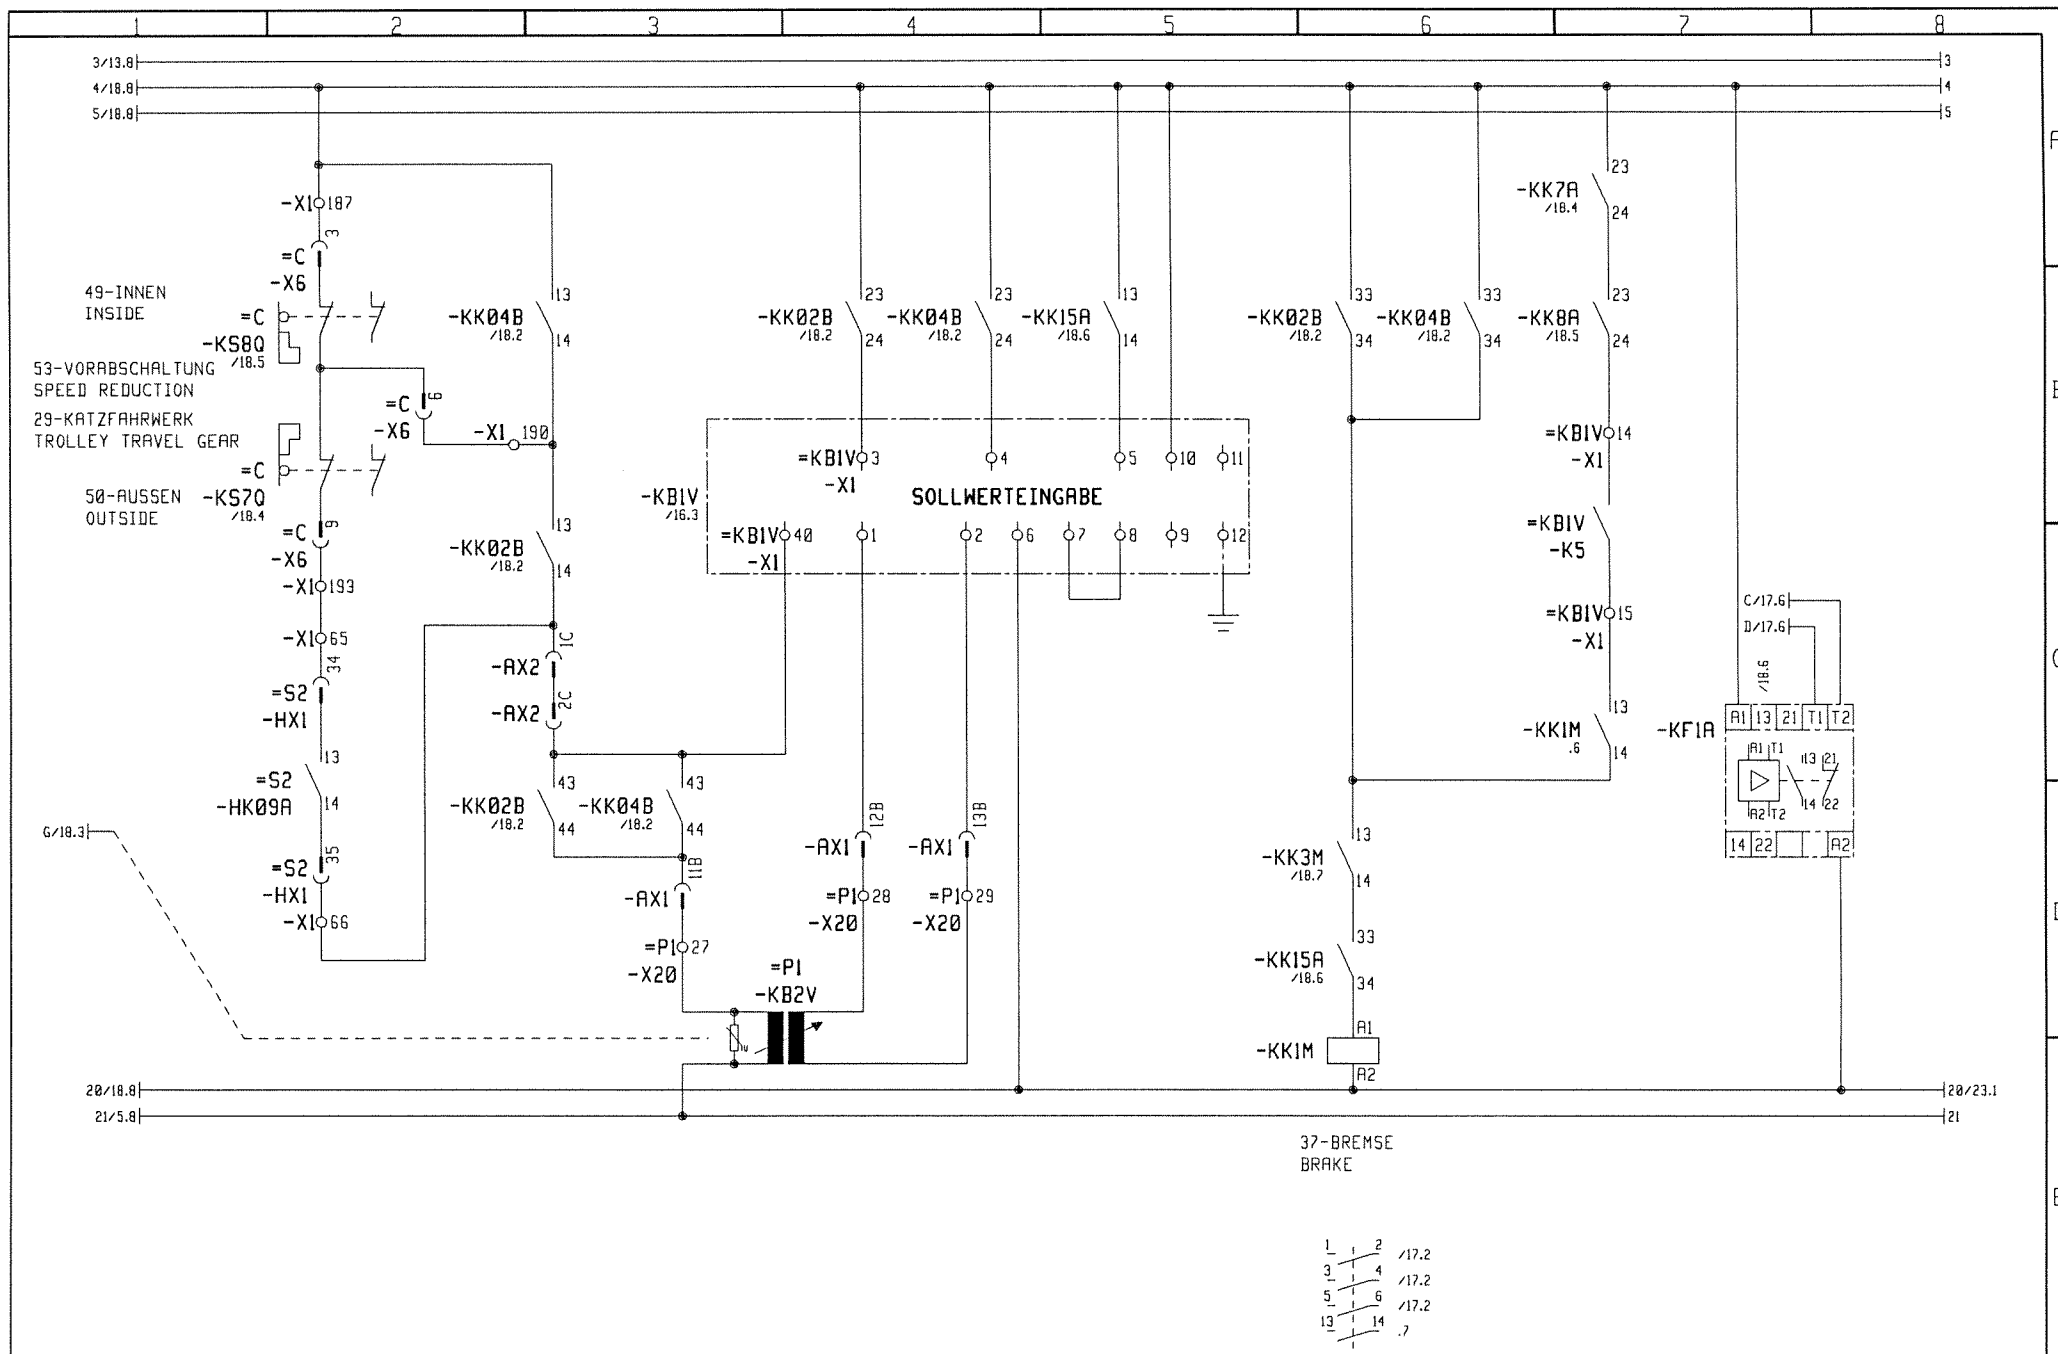 1 2 3 4 5 6 7 8
3/13.8 3
4/18.8 4
5/18.8 5
-X1 187
3
=C
-X6
49-INNEN
INSIDE
=C
-KS8Q
/18.5
53-VORABSCHALTUNG
SPEED REDUCTION
29-KATZFAHRWERK
TROLLEY TRAVEL GEAR
=C
-KS7Q
/18.4
50-AUSSEN
OUTSIDE
=C
-X6
6
-X1 190
=C
-X6
9
-X1 193
-X1 65
34
=S2
-HX1
13
=S2
-HK09A
14
35
=S2
-HX1
-X1 66
G/18.3
13
-KK04B
/18.2
14
13
-KK02B
/18.2
14
1C
-AX2
2C
-AX2
43
-KK02B
/18.2
44
43
-KK04B
/18.2
44
11B
-AX1
=P1 27
-X20
=P1
-KB2V
U
23
-KK02B
/18.2
24
23
-KK04B
/18.2
24
13
-KK15A
/18.6
14
-KB1V
/16.3
=KB1V 3 4 5 10 11
-X1
SOLLWERTEINGABE
=KB1V 40 1 2 6 7 8 9 12
-X1
12B
-AX1
=P1 28
-X20
13B
-AX1
=P1 29
-X20
33
-KK02B
/18.2
34
33
-KK04B
/18.2
34
23
-KK7A
/18.4
24
23
-KK8A
/18.5
24
=KB1V 14
-X1
=KB1V
-K5
=KB1V 15
-X1
13
-KK1M
.6
14
13
-KK3M
/18.7
14
33
-KK15A
/18.6
34
A1
-KK1M
A2
C/17.6
D/17.6
/18.6
-KF1A
A1 13 21 T1 T2
A1 T1 13 21
A2 T2 14 22
14 22 A2
20/18.8 20/23.1
21/5.8 21
37-BREMSE
BRAKE
1 2 /17.2
3 4 /17.2
5 6 /17.2
13 14 .7